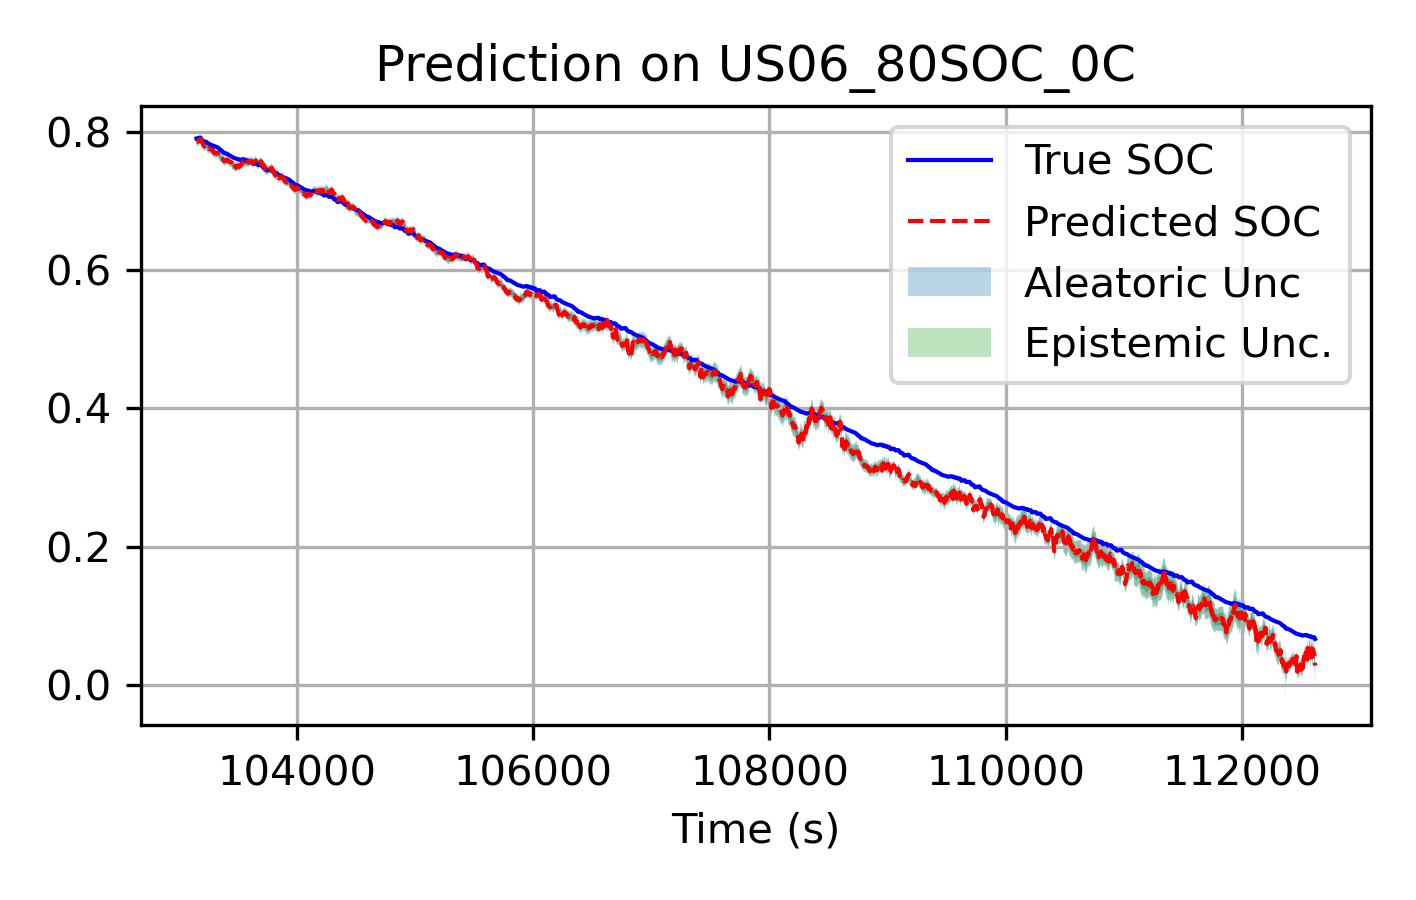 Prediction on US06_80SOC_0C
True SOC
Predicted SOC
Aleatoric Unc
Epistemic Unc.
0.8
0.6
0.4
0.2
0.0
104000 106000 108000 110000 112000
Time (s)